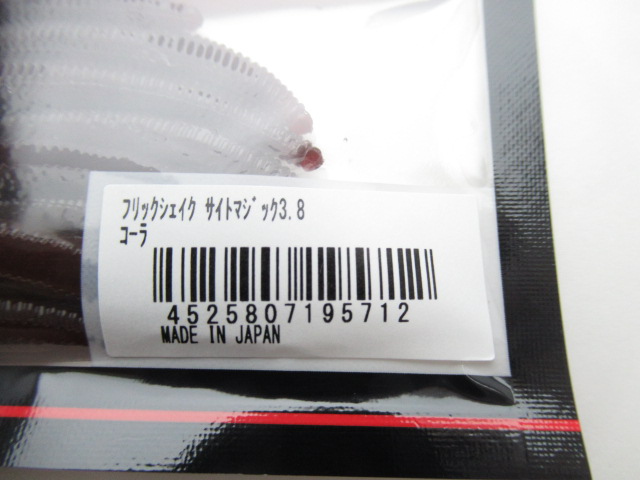 ﾌﾘｯｸｼｪｲｸ ｻｲﾄﾏｼﾞｯｸ3.8
ｺｰﾗ
4525807195712
MADE IN JAPAN